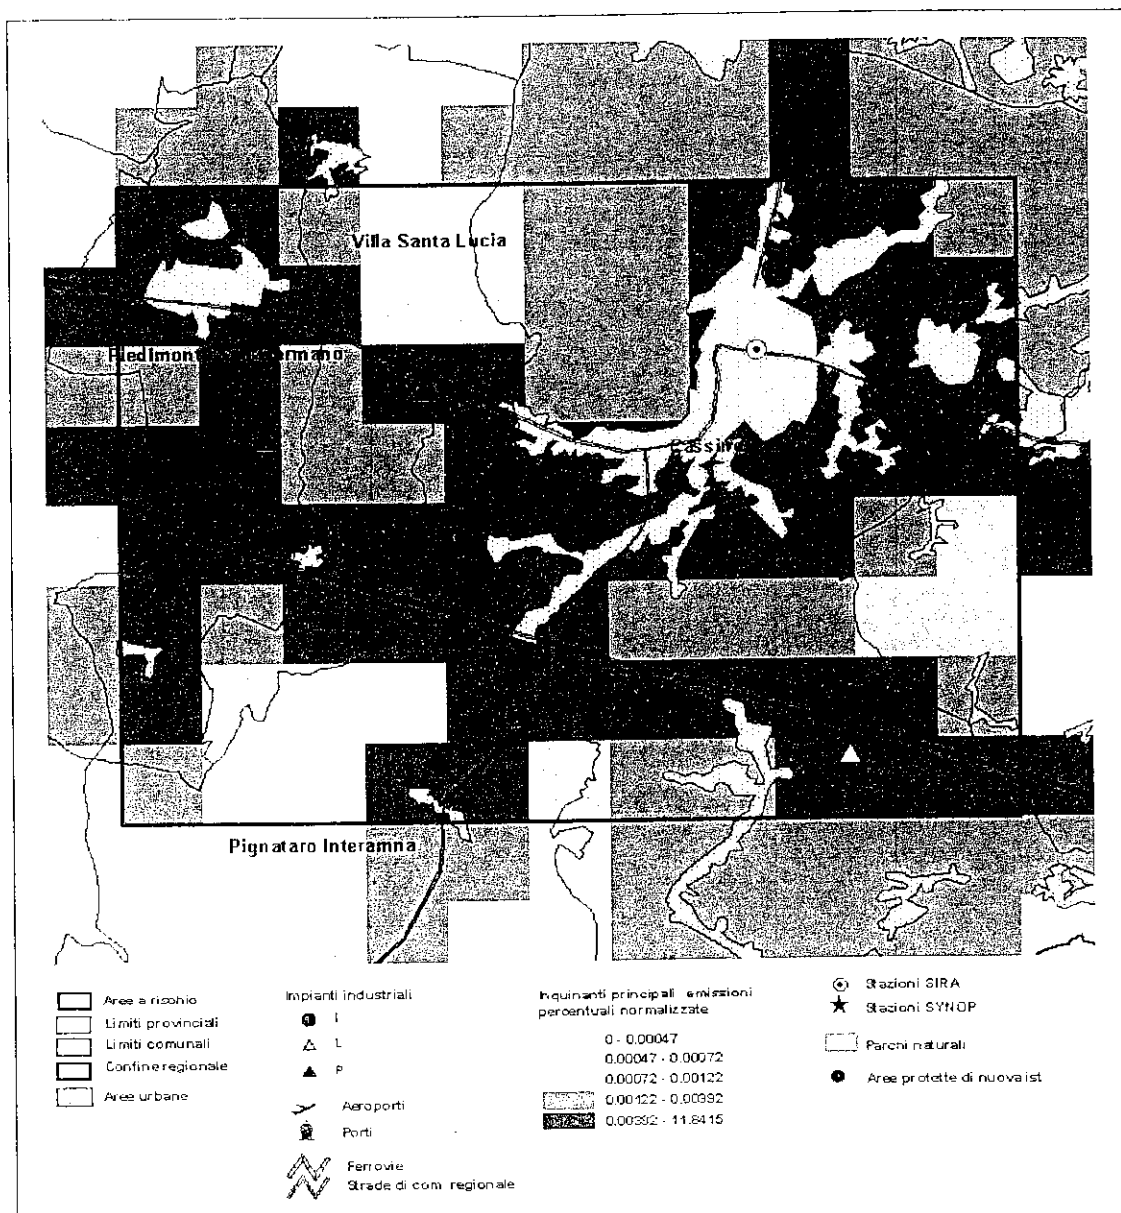 Villa Santa Lucia
Pignataro Interamna
Aree a rischio
Limiti provinciali
Limiti comunali
Confine regionale
Aree urbane
Impianti industriali
I
L
P
Aeroporti
Porti
Ferrovie
Strade di com regionale
Inquinanti principali emissioni
percentuali normalizzate
0 - 0.00047
0.00047 - 0.00072
0.00072 - 0.00122
0.00122 - 0.00392
0.00392 - 11.8415
Stazioni SIRA
Stazioni SYNOP
Parchi naturali
Aree protette di nuova ist